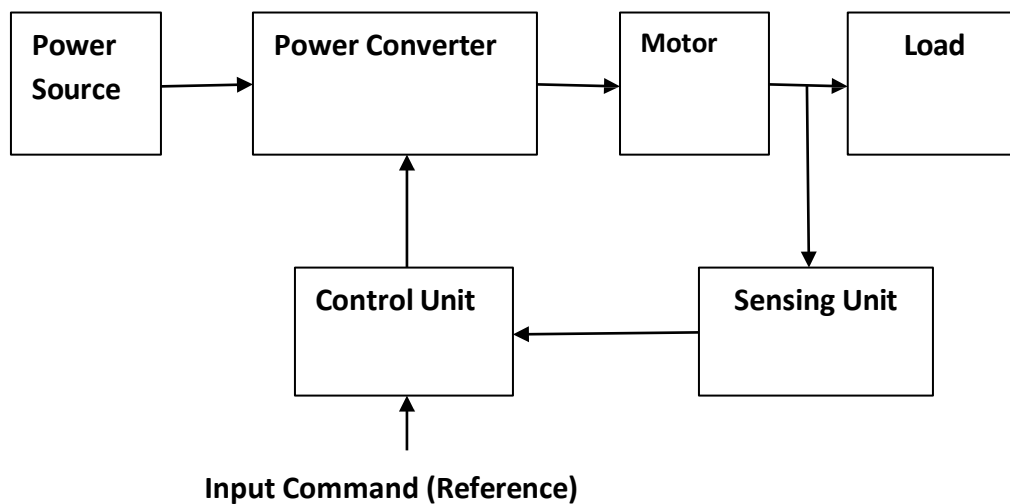 Power
Source
Power Converter
Motor
Load
Control Unit
Sensing Unit
Input Command (Reference)